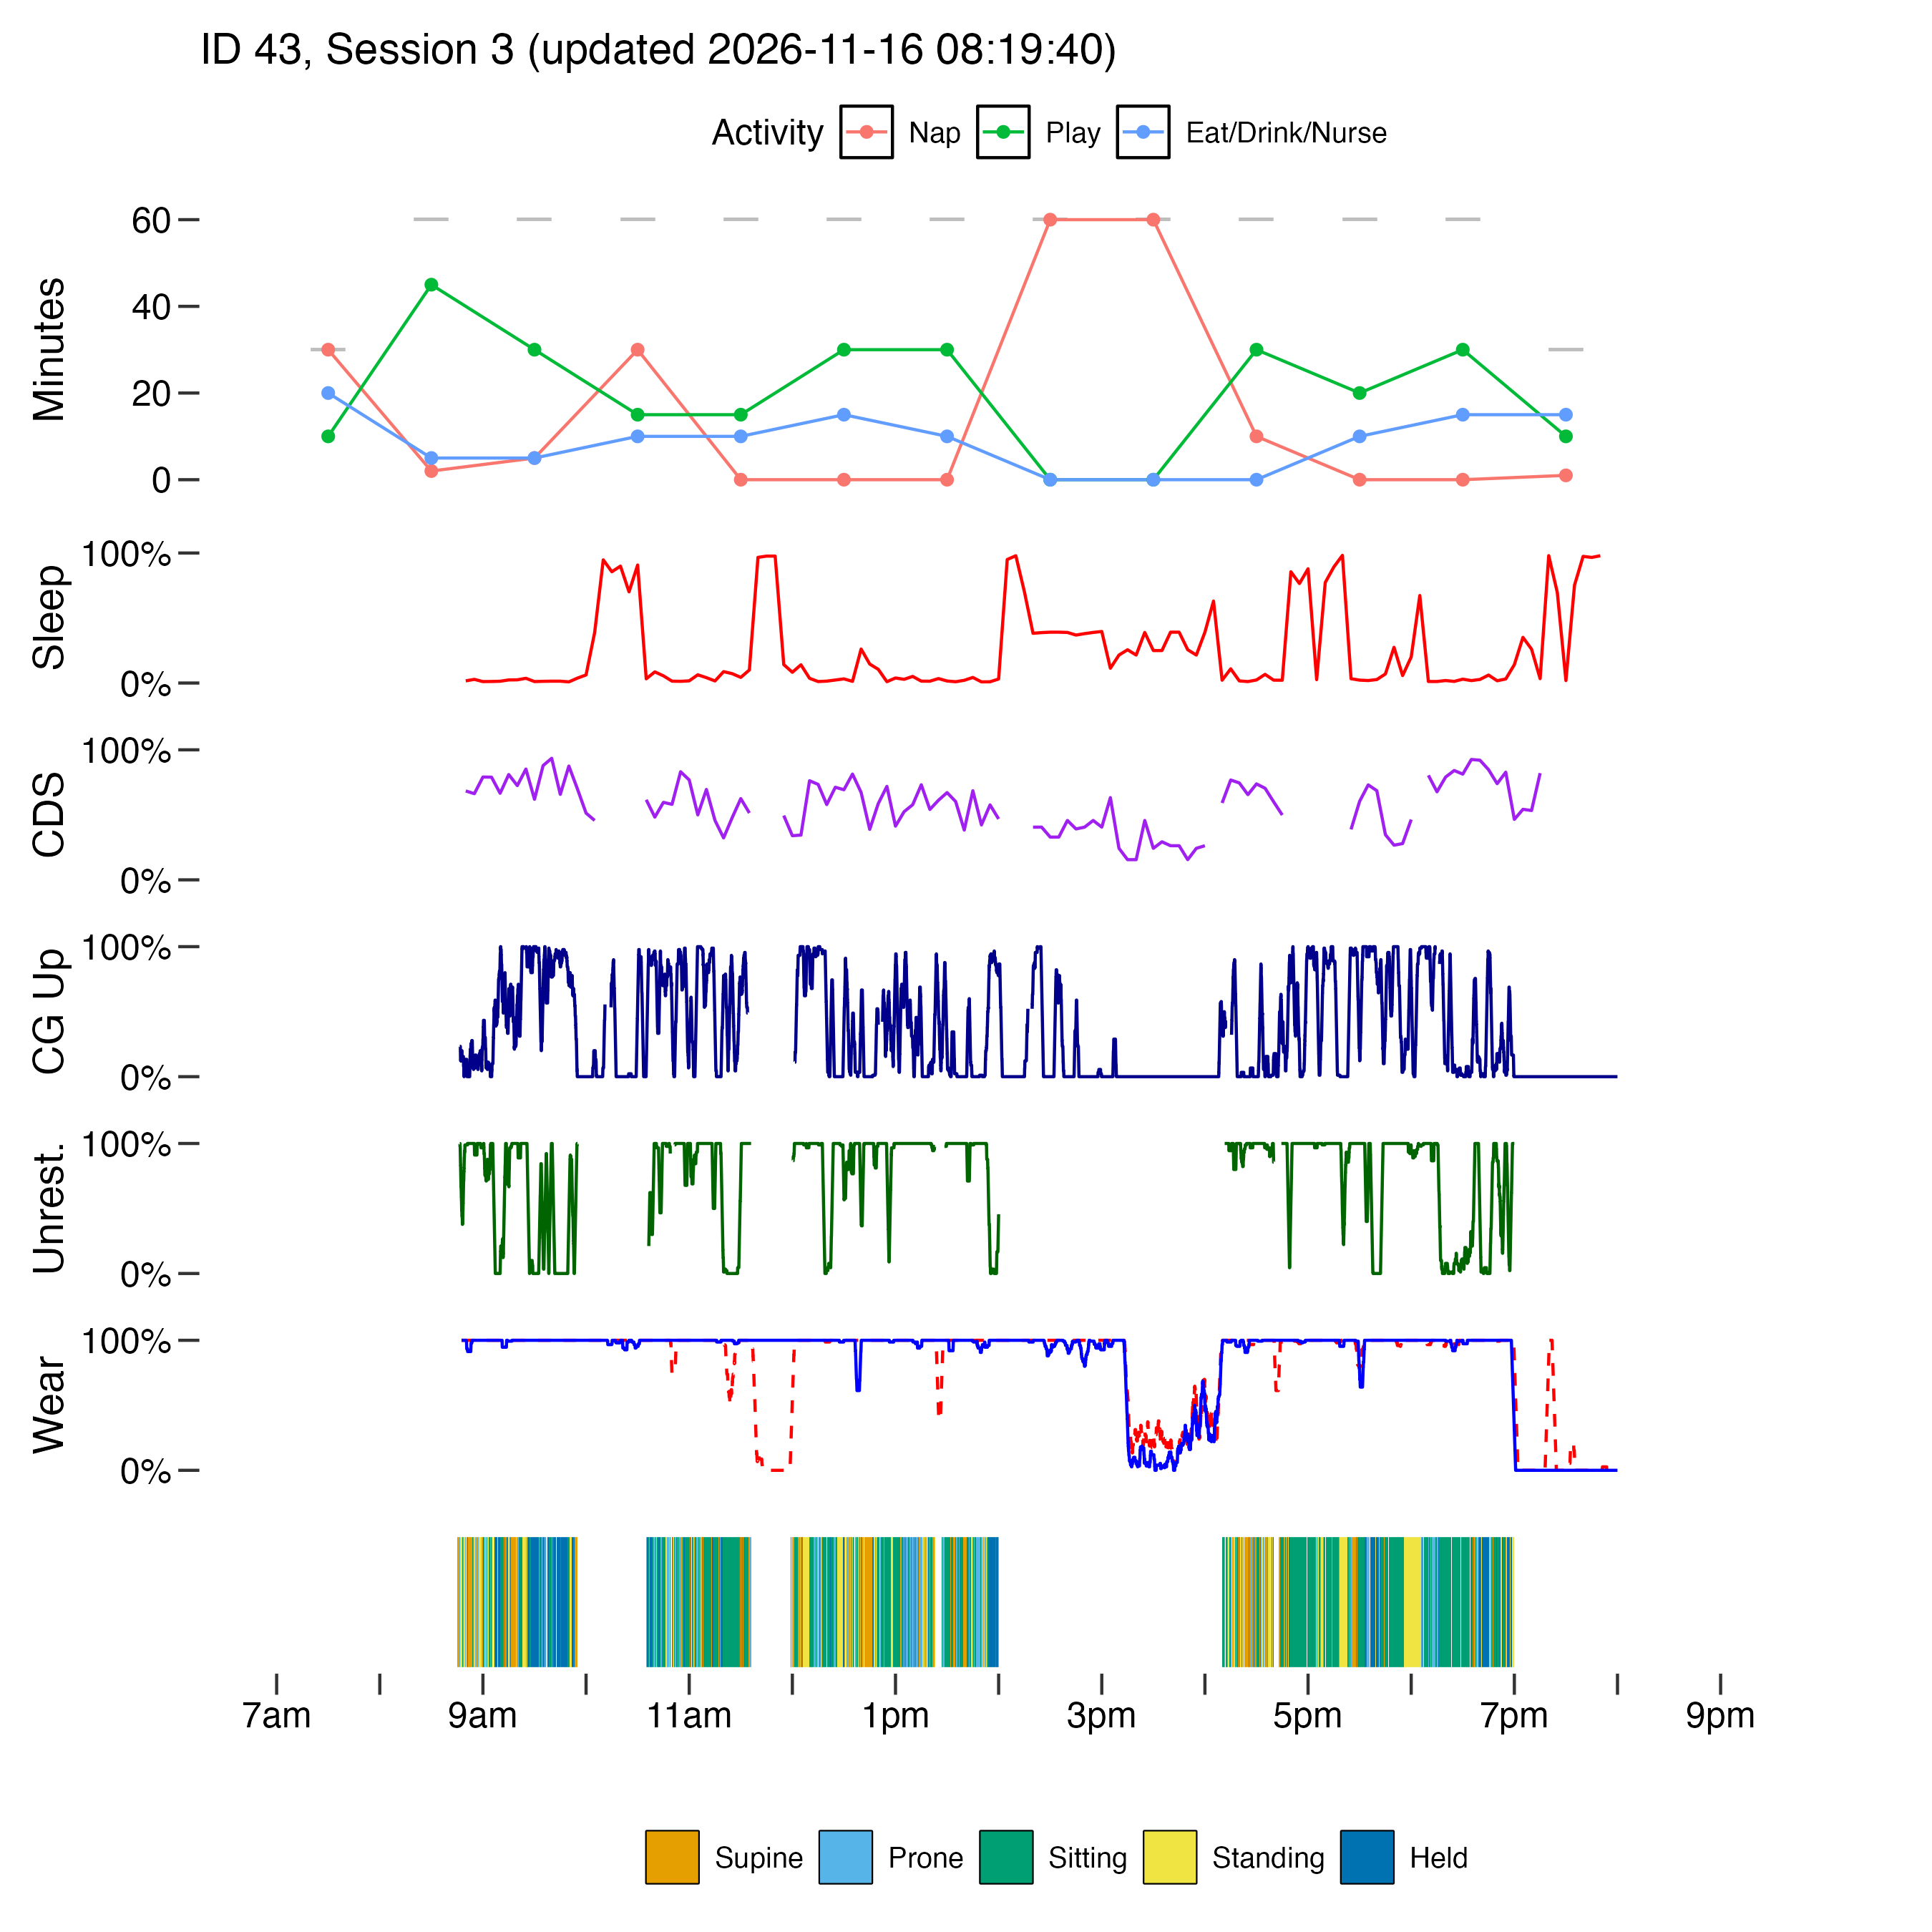 ID 43, Session 3 (updated 2026-11-16 08:19:40)
Activity Nap Play Eat/Drink/Nurse
Minutes
60
40
20
0
Sleep
100%
0%
CDS
100%
0%
CG Up
100%
0%
Unrest.
100%
0%
Wear
100%
0%
7am 9am 11am 1pm 3pm 5pm 7pm 9pm
Supine Prone Sitting Standing Held